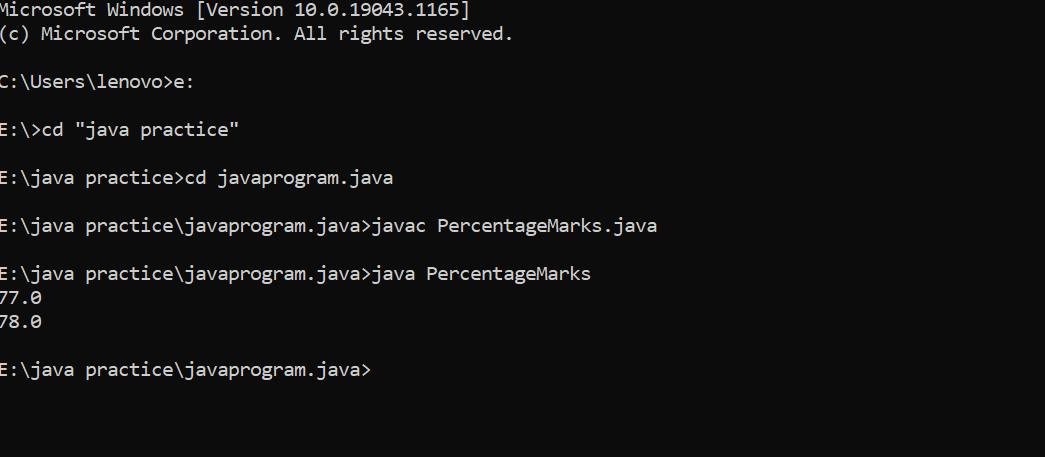 Microsoft Windows [Version 10.0.19043.1165]
(c) Microsoft Corporation. All rights reserved.
C:\Users\lenovo>e:
E:\>cd "java practice"
E:\java practice>cd javaprogram.java
E:\java practice\javaprogram.java>javac PercentageMarks.java
E:\java practice\javaprogram.java>java PercentageMarks
77.0
78.0
E:\java practice\javaprogram.java>